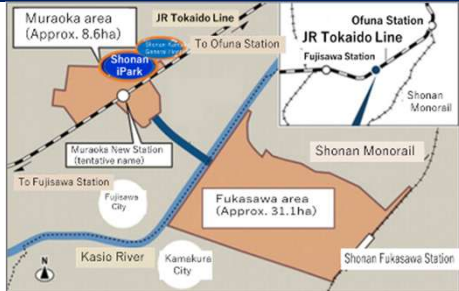 Muraoka area
(Approx. 8.6ha)
JR Tokaido Line
To Ofuna Station
Shonan
iPark
Muraoka New Station
(tentative name)
To Fujisawa Station
Fujisawa
City
Kasio River
Kamakura
City
N
Fukasawa area
(Approx. 31.1ha)
Shonan Monorail
Shonan Fukasawa Station
Ofuna Station
JR Tokaido Line
Fujisawa Station
Shonan
Monorail